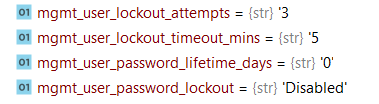 01 mgmt_user_lockout_attempts = {str} '3
01 mgmt_user_lockout_timeout_mins = {str} '5
01 mgmt_user_password_lifetime_days = {str} '0'
01 mgmt_user_password_lockout = {str} 'Disabled'